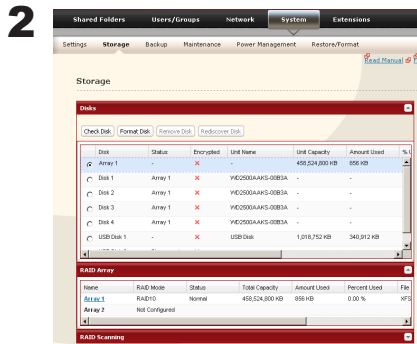 2
Shared Folders Users/Groups Network System Extensions
Settings Storage Backup Maintenance Power Management Restore/Format
Read Manual
Storage
Disks
Check Disk Format Disk Remove Disk Rediscover Disk
Disk Status Encrypted Unit Name Unit Capacity Amount Used % U
Array 1 - - 458,524,800 KB 856 KB
Disk 1 Array 1 WD2500AAKS-00B3A -
Disk 2 Array 1 WD2500AAKS-00B3A -
Disk 3 Array 1 WD2500AAKS-00B3A -
Disk 4 Array 1 WD2500AAKS-00B3A -
USB Disk 1 - USB Disk 1,018,752 KB 340,912 KB
RAID Array
Name RAID Mode Status Total Capacity Amount Used Percent Used File
Array 1 RAID10 Normal 458,524,800 KB 856 KB 0.00 % XFS
Array 2 Not Configured
RAID Scanning